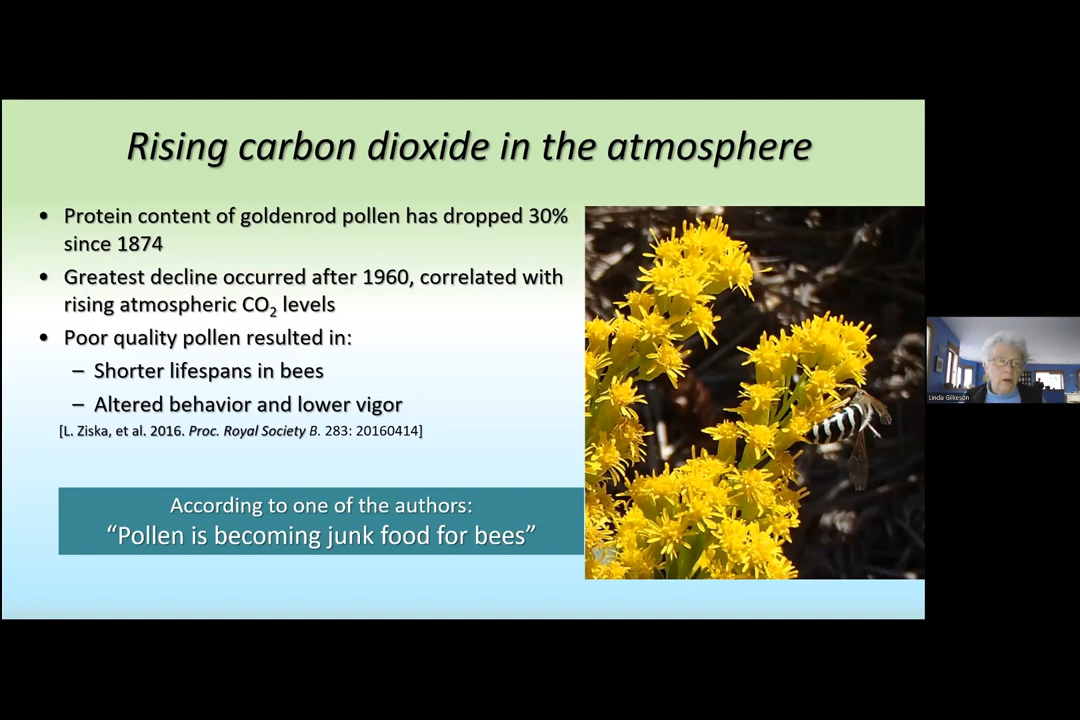 Rising carbon dioxide in the atmosphere
• Protein content of goldenrod pollen has dropped 30%
since 1874
• Greatest decline occurred after 1960, correlated with
rising atmospheric CO₂ levels
• Poor quality pollen resulted in:
– Shorter lifespans in bees
– Altered behavior and lower vigor
[L. Ziska, et al. 2016. Proc. Royal Society B. 283: 20160414]
According to one of the authors:
“Pollen is becoming junk food for bees”
Linda Gilkeson